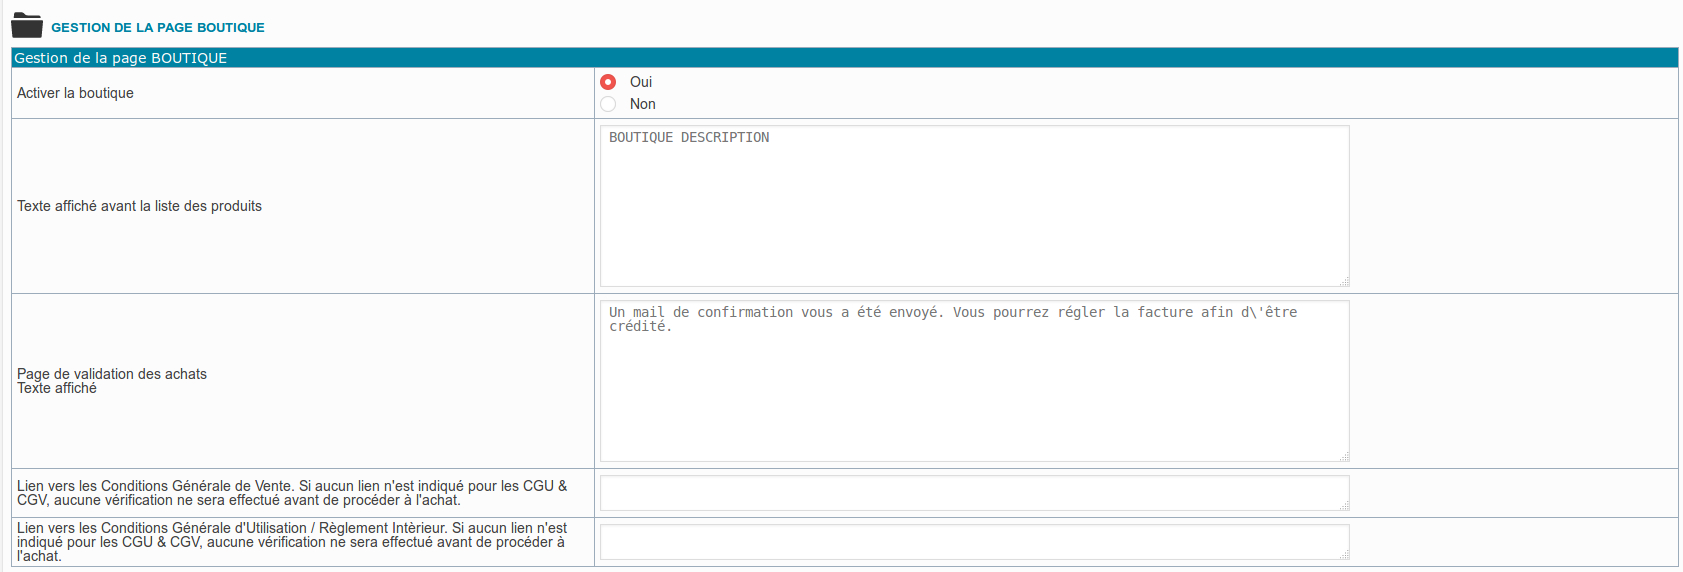 GESTION DE LA PAGE BOUTIQUE
Gestion de la page BOUTIQUE
Activer la boutique
Oui
Non
Texte affiché avant la liste des produits
BOUTIQUE DESCRIPTION
Page de validation des achats
Texte affiché
Un mail de confirmation vous a été envoyé. Vous pourrez régler la facture afin d\'être
crédité.
Lien vers les Conditions Générale de Vente. Si aucun lien n'est indiqué pour les CGU &
CGV, aucune vérification ne sera effectué avant de procéder à l'achat.
Lien vers les Conditions Générale d'Utilisation / Règlement Intèrieur. Si aucun lien n'est
indiqué pour les CGU & CGV, aucune vérification ne sera effectué avant de procéder à
l'achat.